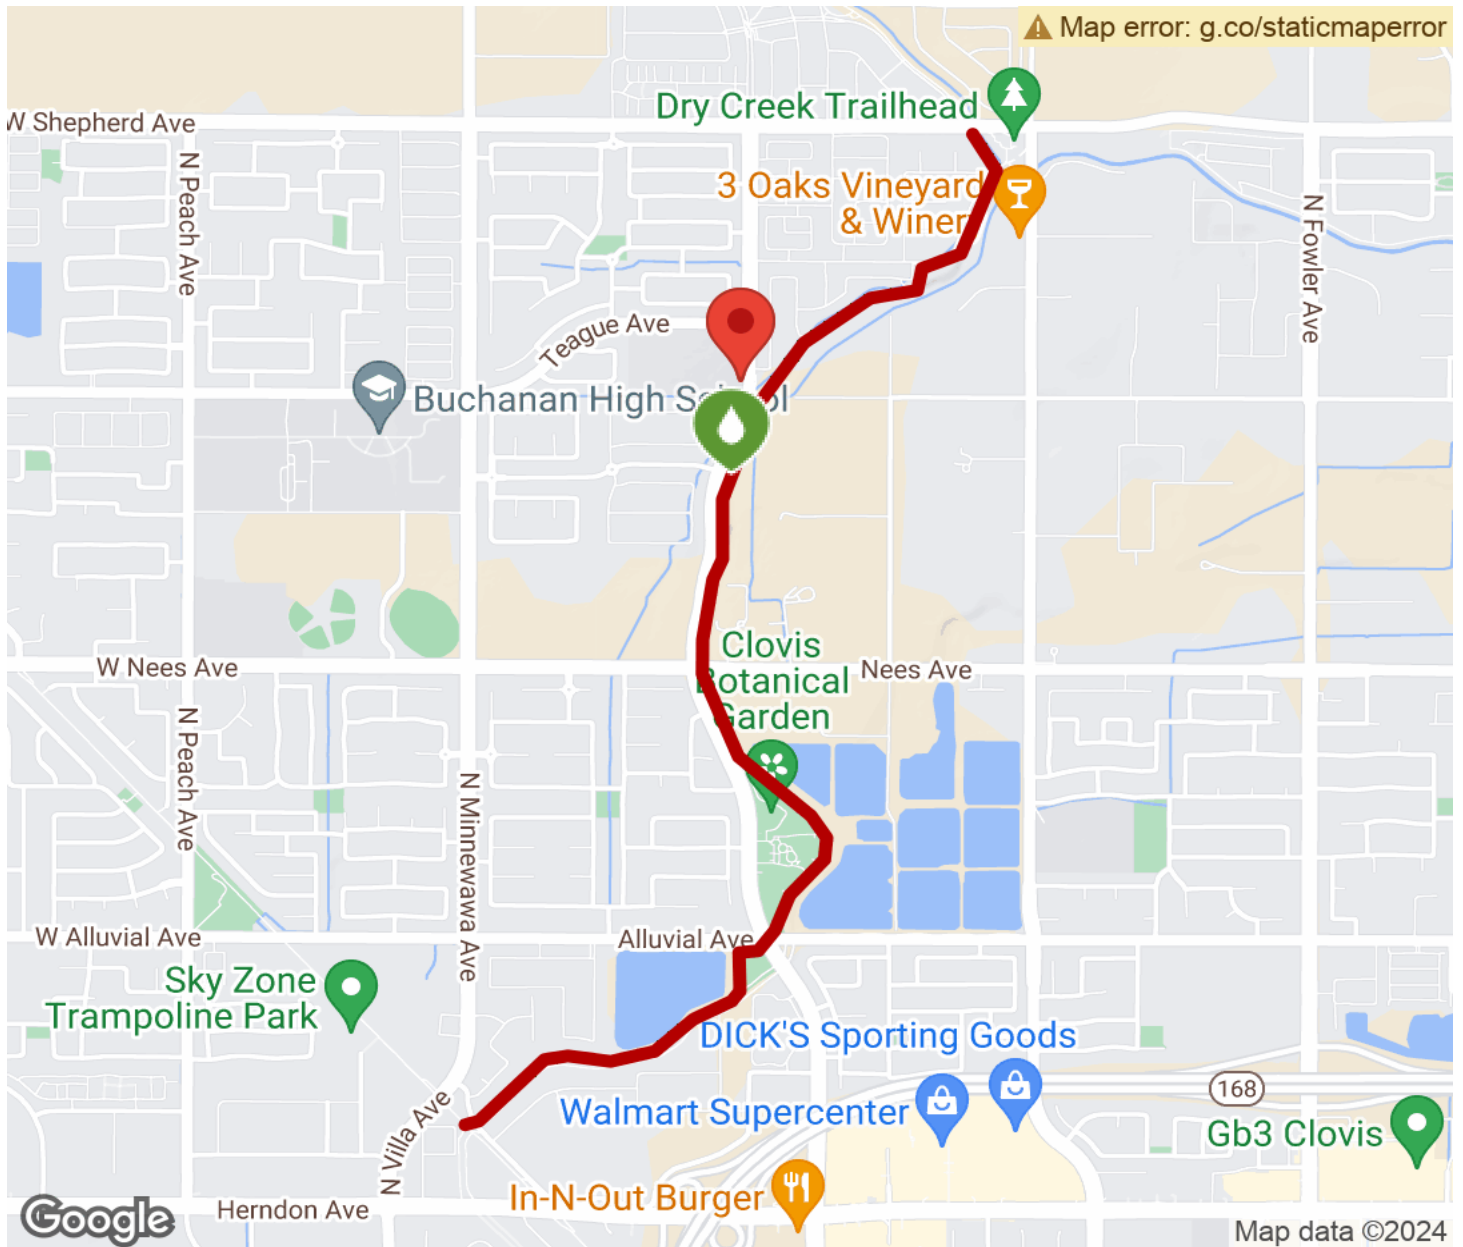 Map error: g.co/staticmaperror
Dry Creek Trailhead
W Shepherd Ave
N Peach Ave
3 Oaks Vineyard
& Winer
N Fowler Ave
Teague Ave
Buchanan High S
ol
Clovis
Botanical
Garden
W Nees Ave
Nees Ave
N Peach Ave
N Minnewawa Ave
W Alluvial Ave
Alluvial Ave
Sky Zone
Trampoline Park
DICK'S Sporting Goods
168
Walmart Supercenter
N Villa Ave
Gb3 Clovis
In-N-Out Burger
Herndon Ave
Google
Map data ©2024